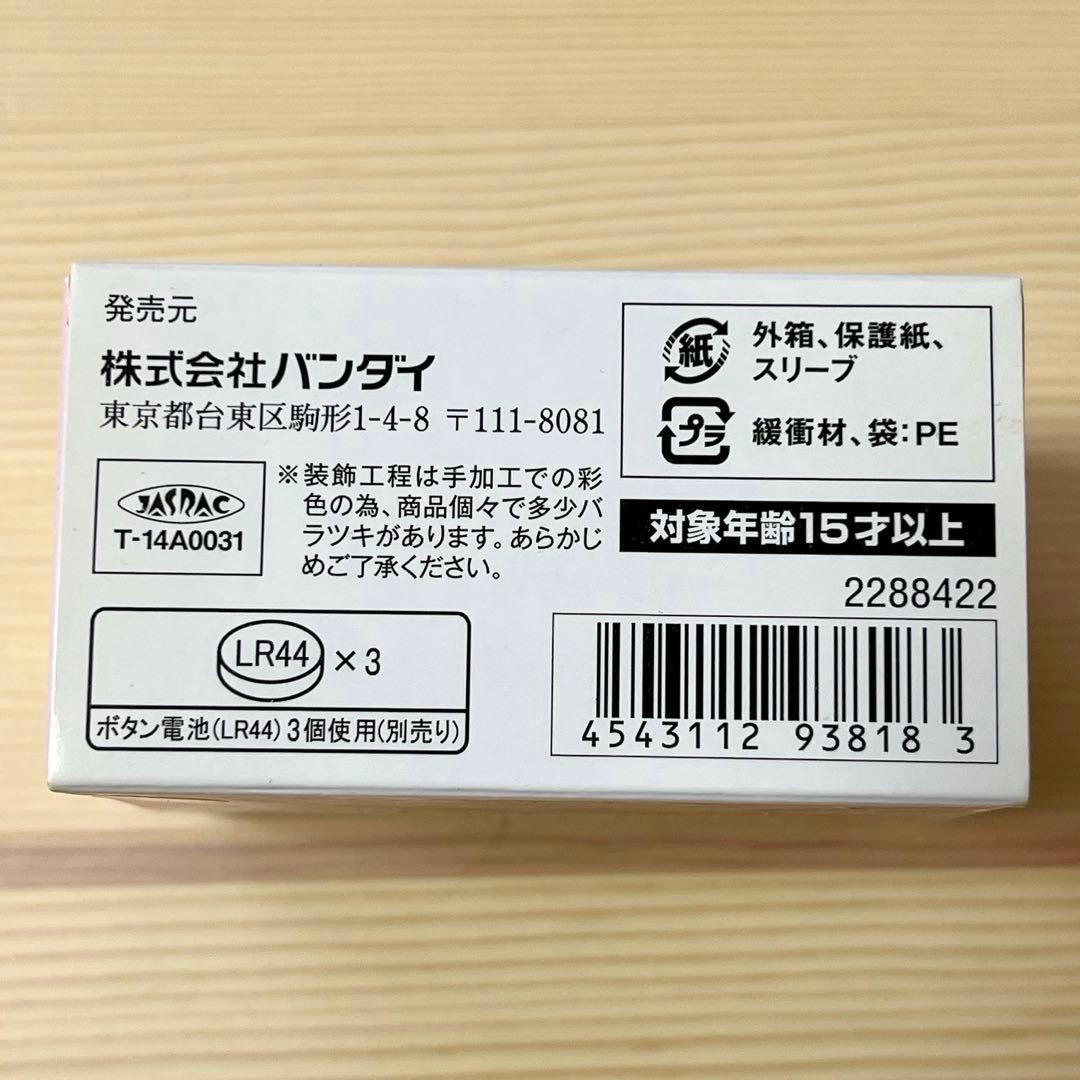 発売元
株式会社バンダイ
東京都台東区駒形1-4-8 〒111-8081
JASRAC
T-14A0031
※装飾工程は手加工での彩
色の為、商品個々で多少バ
ラツキがあります。あらかじ
めご了承ください。
LR44 ×3
ボタン電池(LR44)3個使用(別売り)
紙
外箱、保護紙、
スリーブ
プラ
緩衝材、袋:PE
対象年齢15才以上
2288422
4543112 93818 3